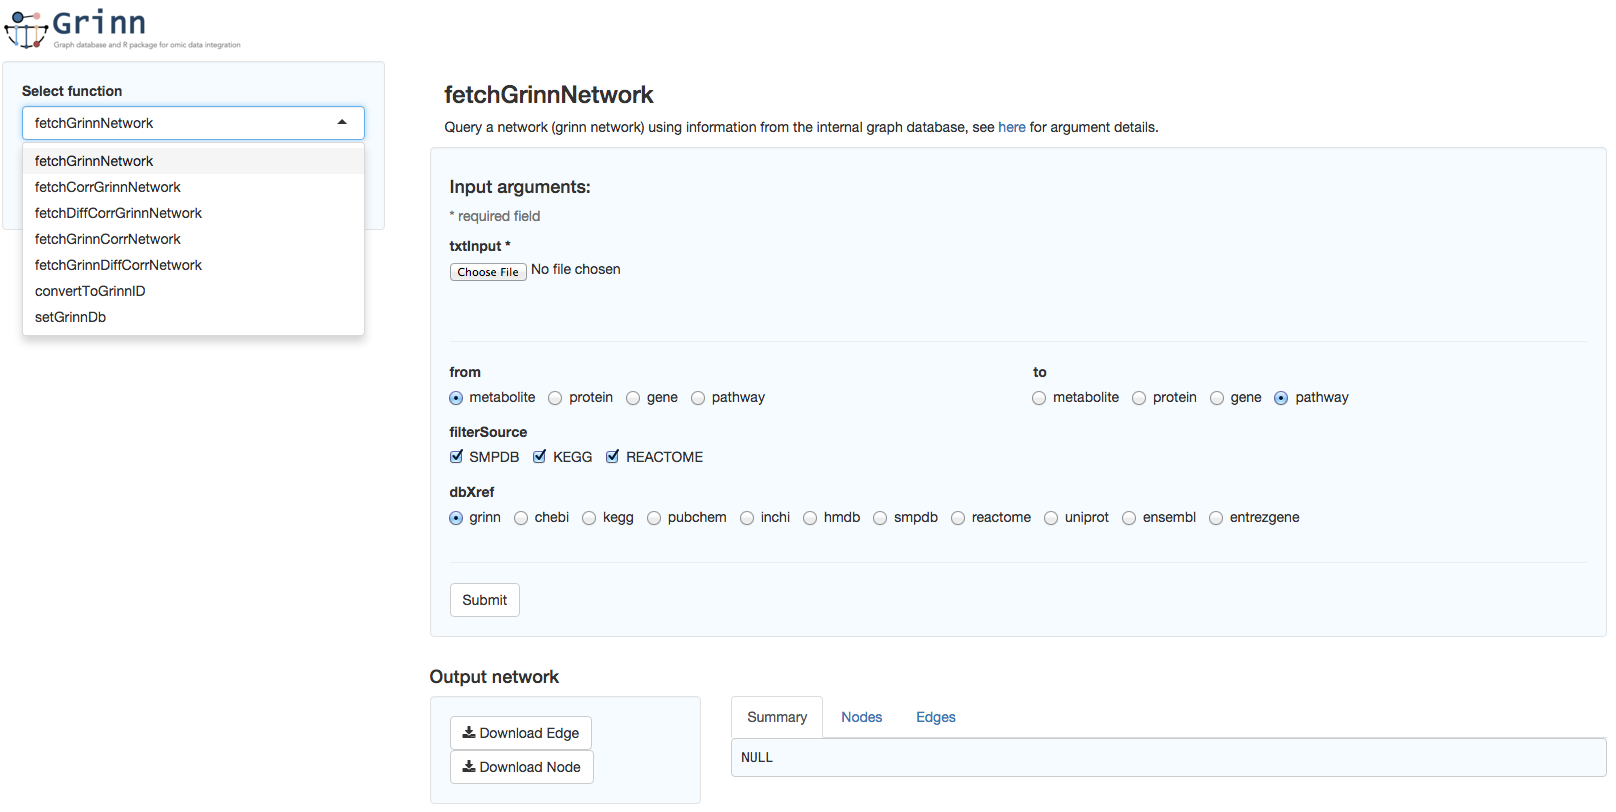 Grinn
Graph database and R package for omic data integration
Select function
fetchGrinnNetwork
fetchGrinnNetwork
fetchCorrGrinnNetwork
fetchDiffCorrGrinnNetwork
fetchGrinnCorrNetwork
fetchGrinnDiffCorrNetwork
convertToGrinnID
setGrinnDb
fetchGrinnNetwork
Query a network (grinn network) using information from the internal graph database, see here for argument details.
Input arguments:
* required field
txtInput *
Choose File No file chosen
from
metabolite protein gene pathway
to
metabolite protein gene pathway
filterSource
SMPDB KEGG REACTOME
dbXref
grinn chebi kegg pubchem inchi hmdb smpdb reactome uniprot ensembl entrezgene
Submit
Output network
Download Edge
Download Node
Summary Nodes Edges
NULL